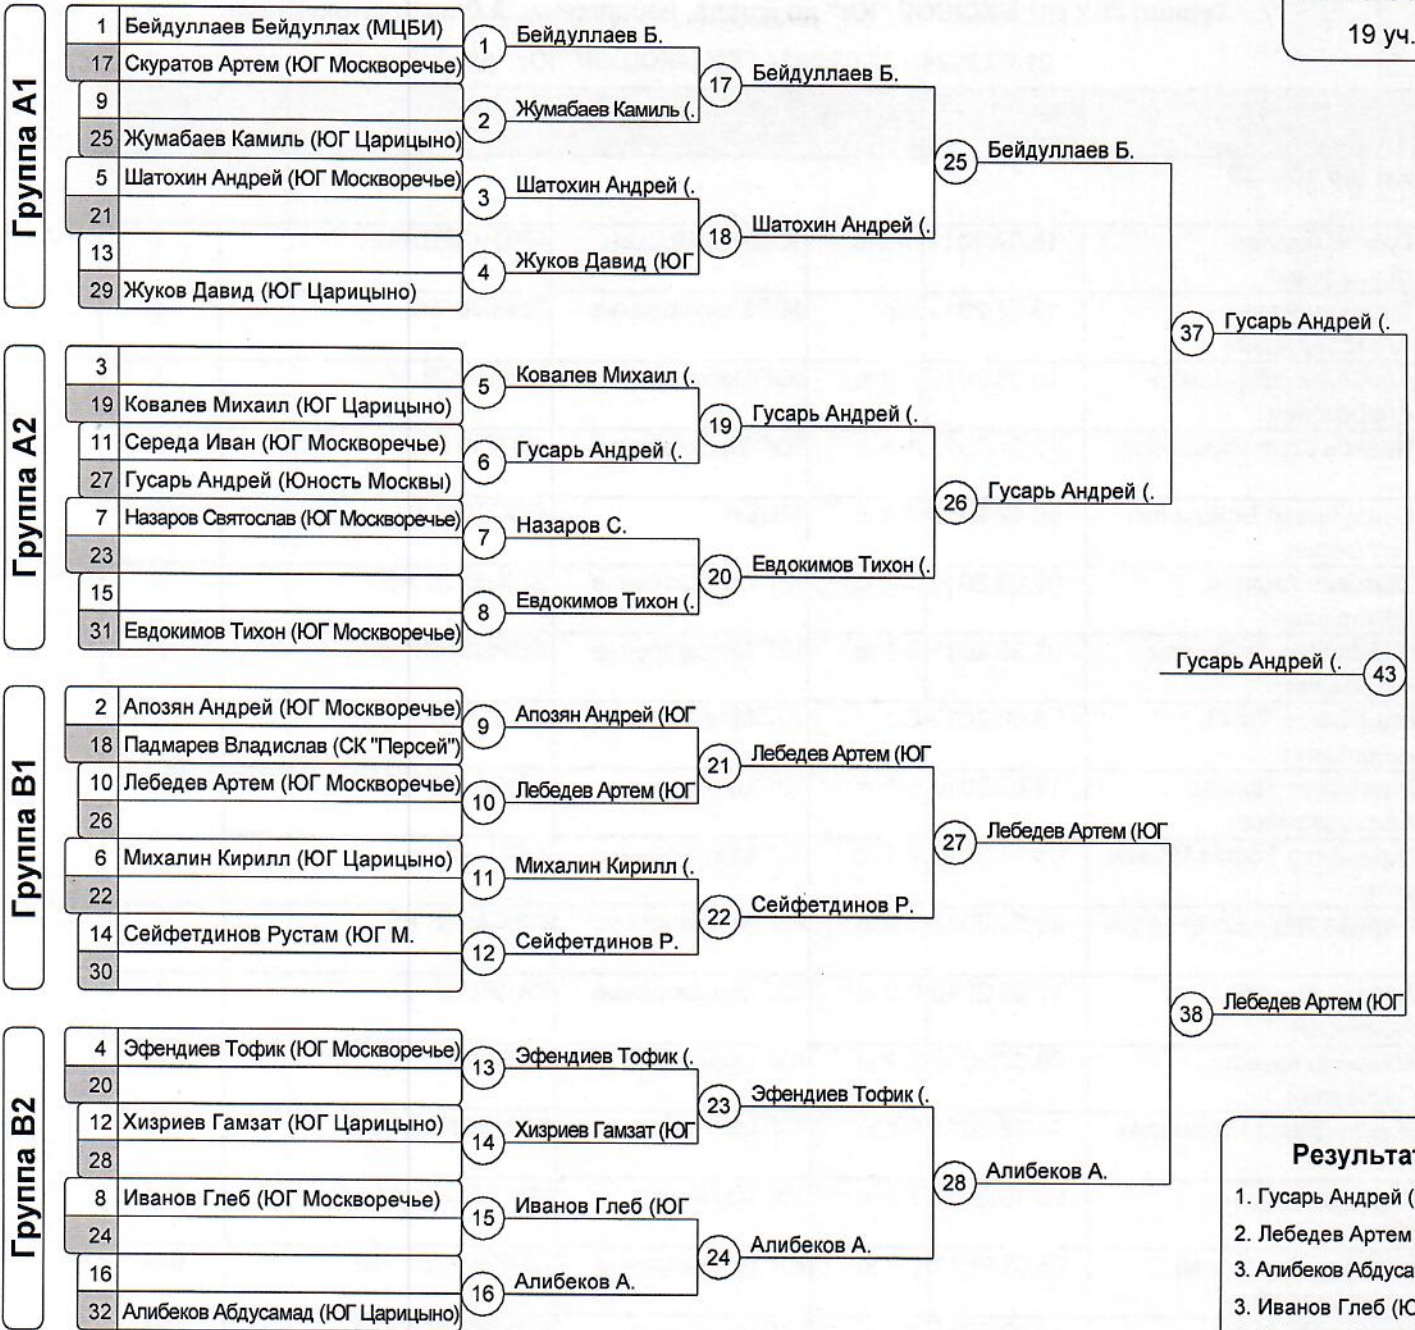 19 уч.
Группа А1
1 Бейдуллаев Бейдуллах (МЦБИ)
17 Скуратов Артем (ЮГ Москворечье)
9
25 Жумабаев Камиль (ЮГ Царицыно)
5 Шатохин Андрей (ЮГ Москворечье)
21
13
29 Жуков Давид (ЮГ Царицыно)
1 Бейдуллаев Б.
2 Жумабаев Камиль (.
3 Шатохин Андрей (.
4 Жуков Давид (ЮГ
17 Бейдуллаев Б.
18 Шатохин Андрей (.
25 Бейдуллаев Б.
Группа А2
3
19 Ковалев Михаил (ЮГ Царицыно)
11 Середа Иван (ЮГ Москворечье)
27 Гусарь Андрей (Юность Москвы)
7 Назаров Святослав (ЮГ Москворечье)
23
15
31 Евдокимов Тихон (ЮГ Москворечье)
5 Ковалев Михаил (.
6 Гусарь Андрей (.
7 Назаров С.
8 Евдокимов Тихон (.
19 Гусарь Андрей (.
20 Евдокимов Тихон (.
26 Гусарь Андрей (.
37 Гусарь Андрей (.
Гусарь Андрей (. 43
Группа В1
2 Апозян Андрей (ЮГ Москворечье)
18 Падмарев Владислав (СК "Персей")
10 Лебедев Артем (ЮГ Москворечье)
26
6 Михалин Кирилл (ЮГ Царицыно)
22
14 Сейфетдинов Рустам (ЮГ М.
30
9 Апозян Андрей (ЮГ
10 Лебедев Артем (ЮГ
11 Михалин Кирилл (.
12 Сейфетдинов Р.
21 Лебедев Артем (ЮГ
22 Сейфетдинов Р.
27 Лебедев Артем (ЮГ
Группа В2
4 Эфендиев Тофик (ЮГ Москворечье)
20
12 Хизриев Гамзат (ЮГ Царицыно)
28
8 Иванов Глеб (ЮГ Москворечье)
24
16
32 Алибеков Абдусамад (ЮГ Царицыно)
13 Эфендиев Тофик (.
14 Хизриев Гамзат (ЮГ
15 Иванов Глеб (ЮГ
16 Алибеков А.
23 Эфендиев Тофик (.
24 Алибеков А.
28 Алибеков А.
38 Лебедев Артем (ЮГ
Результат
1. Гусарь Андрей (
2. Лебедев Артем
3. Алибеков Абдуса
3. Иванов Глеб (Ю